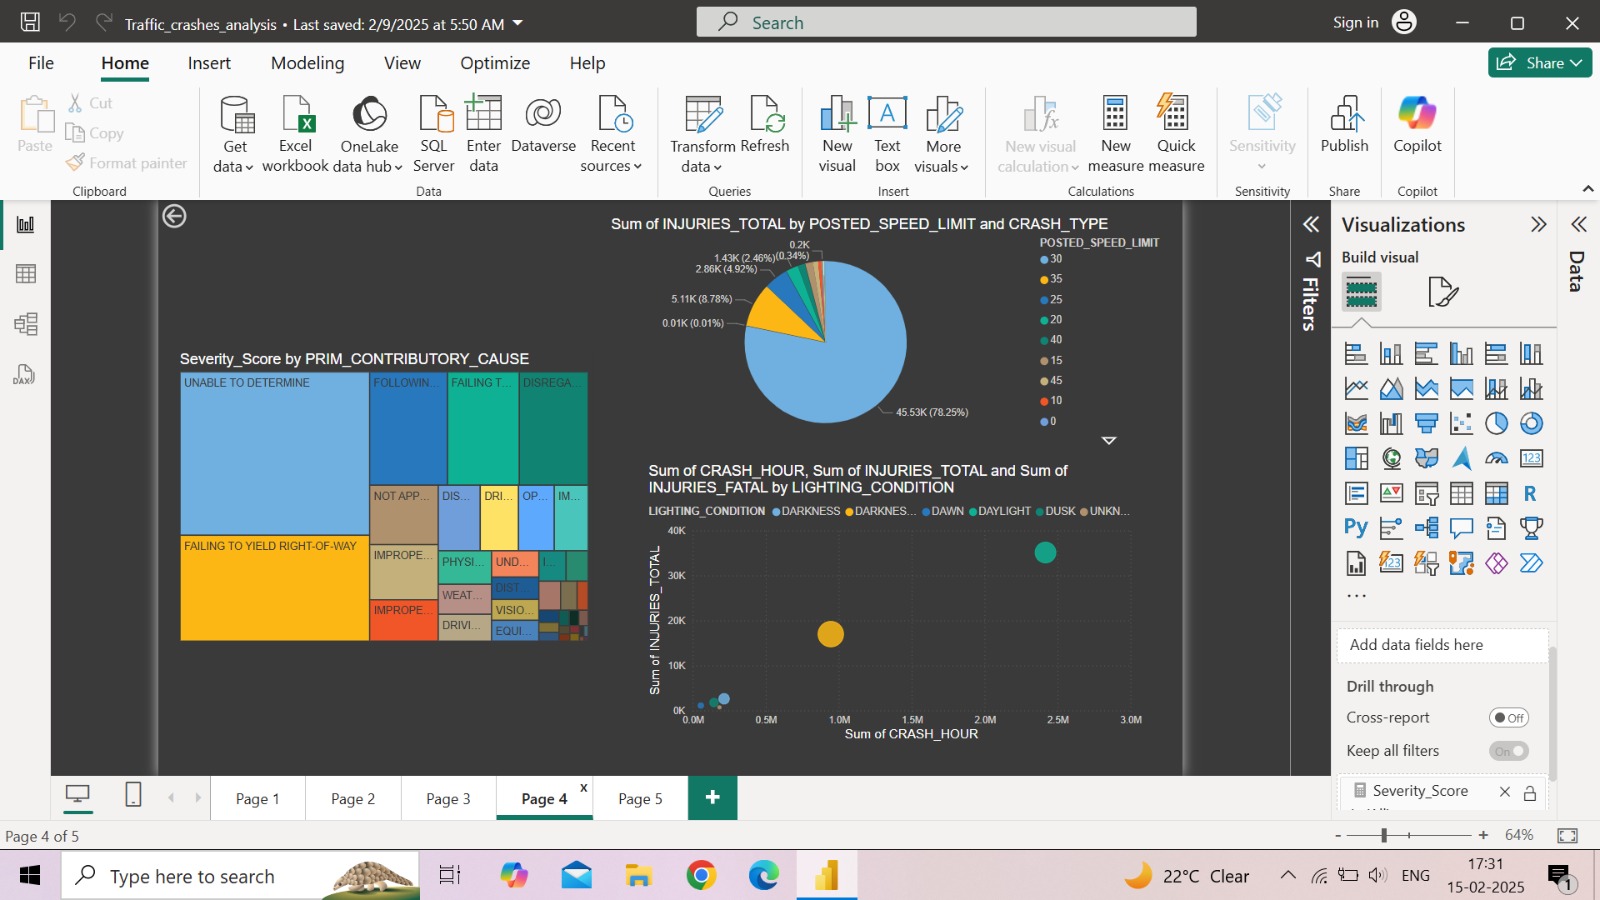 Traffic_crashes_analysis • Last saved: 2/9/2025 at 5:50 AM
Search
Sign in
File Home Insert Modeling View Optimize Help
Share
Paste
Cut
Copy
Format painter
Clipboard
Get data
Excel workbook
OneLake data hub
SQL Server
Enter data
Dataverse
Recent sources
Data
Transform data
Refresh
Queries
New visual
Text box
More visuals
Insert
New visual calculation
New measure
Quick measure
Calculations
Sensitivity
Sensitivity
Publish
Share
Copilot
Copilot
Severity_Score by PRIM_CONTRIBUTORY_CAUSE
UNABLE TO DETERMINE
FOLLOWIN...
FAILING T...
DISREGA...
FAILING TO YIELD RIGHT-OF-WAY
NOT APP...
DIS...
DRI...
OP...
IM...
IMPROPE...
IMPROPE...
PHYSI...
UND...
I...
WEAT...
DIST...
VISIO...
DRIVI...
EQUI...
Sum of INJURIES_TOTAL by POSTED_SPEED_LIMIT and CRASH_TYPE
0.2K
(0.34%)
1.43K (2.46%)
2.86K (4.92%)
5.11K (8.78%)
0.01K (0.01%)
45.53K (78.25%)
POSTED_SPEED_LIMIT
30
35
25
20
40
15
45
10
0
Sum of CRASH_HOUR, Sum of INJURIES_TOTAL and Sum of
INJURIES_FATAL by LIGHTING_CONDITION
LIGHTING_CONDITION DARKNESS DARKNES... DAWN DAYLIGHT DUSK UNKN...
Sum of INJURIES_TOTAL
40K
30K
20K
10K
0K
0.0M 0.5M 1.0M 1.5M 2.0M 2.5M 3.0M
Sum of CRASH_HOUR
Filters
Visualizations
Build visual
123
R
Py
123
...
Add data fields here
Drill through
Cross-report
Off
Keep all filters
On
Severity_Score
Data
DAX
Page 1
Page 2
Page 3
Page 4
x
Page 5
+
Page 4 of 5
- + 64%
Type here to search
22°C Clear
ENG
17:31
15-02-2025
1